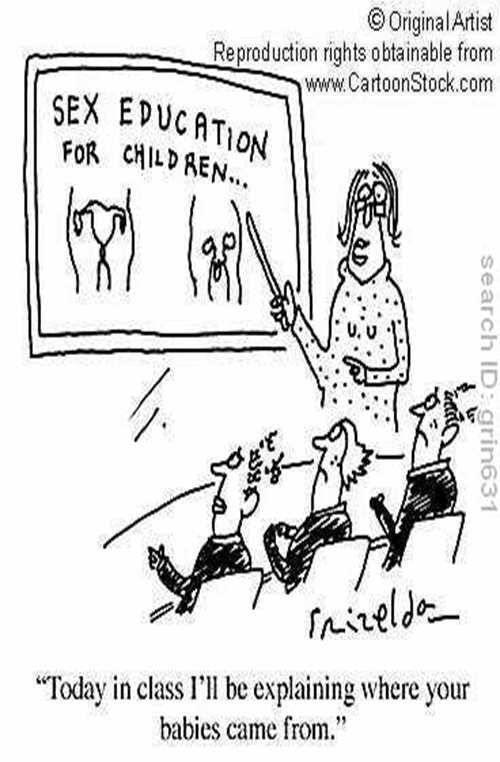 © Original Artist
Reproduction rights obtainable from
www.CartoonStock.com
SEX EDUCATION
FOR CHILDREN...
search ID: grin631
Grizelda
“Today in class I’ll be explaining where your
babies came from.”